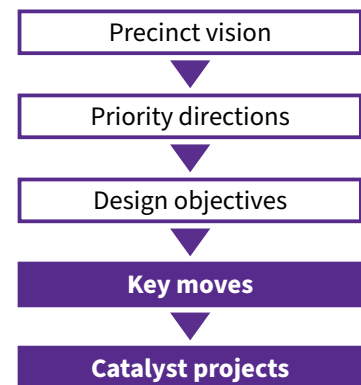 Precinct vision
Priority directions
Design objectives
Key moves
Catalyst projects